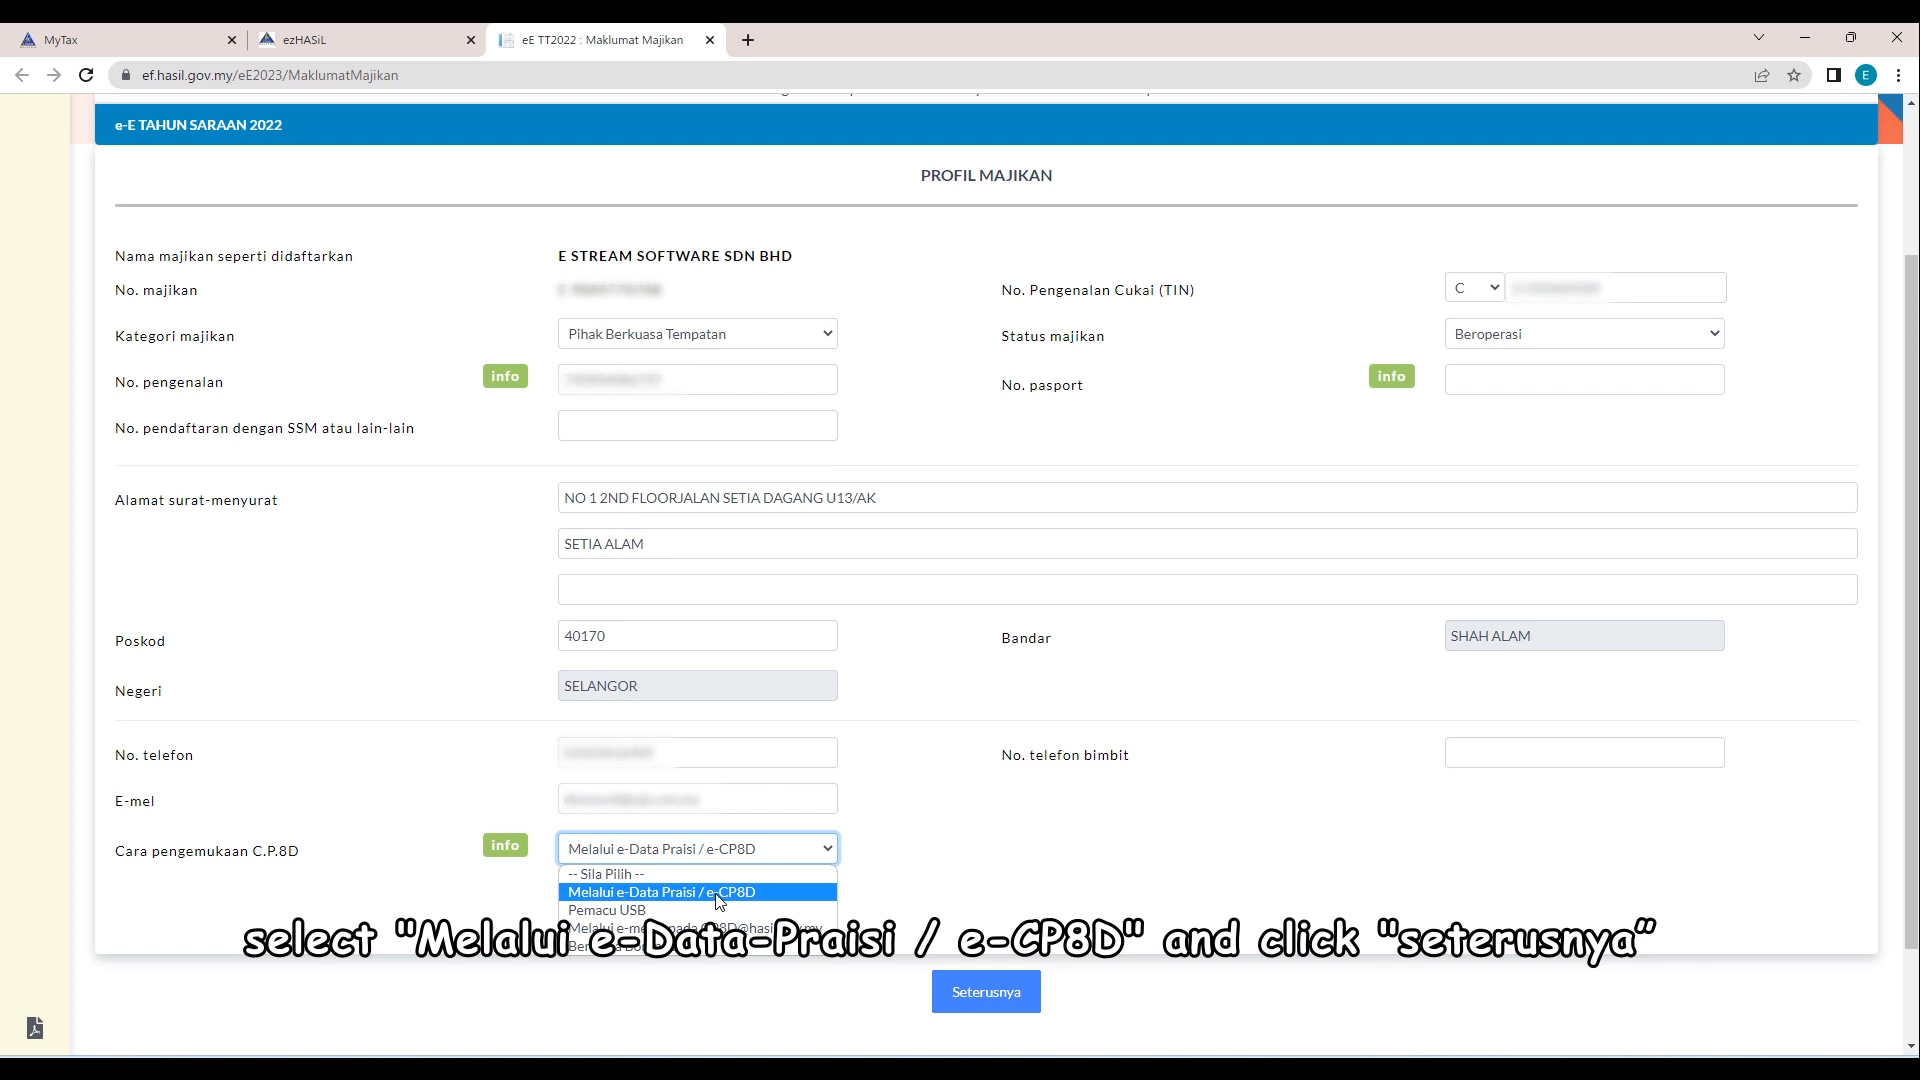 MyTax
ezHASiL
eE TT2022 : Maklumat Majikan
ef.hasil.gov.my/eE2023/MaklumatMajikan
E
e-E TAHUN SARAAN 2022
PROFIL MAJIKAN
Nama majikan seperti didaftarkan E STREAM SOFTWARE SDN BHD
No. majikan No. Pengenalan Cukai (TIN) C
Kategori majikan Pihak Berkuasa Tempatan Status majikan Beroperasi
No. pengenalan info No. pasport info
No. pendaftaran dengan SSM atau lain-lain
Alamat surat-menyurat NO 1 2ND FLOORJALAN SETIA DAGANG U13/AK
SETIA ALAM
Poskod 40170 Bandar SHAH ALAM
Negeri SELANGOR
No. telefon No. telefon bimbit
E-mel
Cara pengemukaan C.P.8D info Melalui e-Data Praisi / e-CP8D
-- Sila Pilih --
Melalui e-Data Praisi / e-CP8D
Pemacu USB
Melalui
select "Melalui e-Data-Praisi / e-CP8D" and click "seterusnya"
Seterusnya